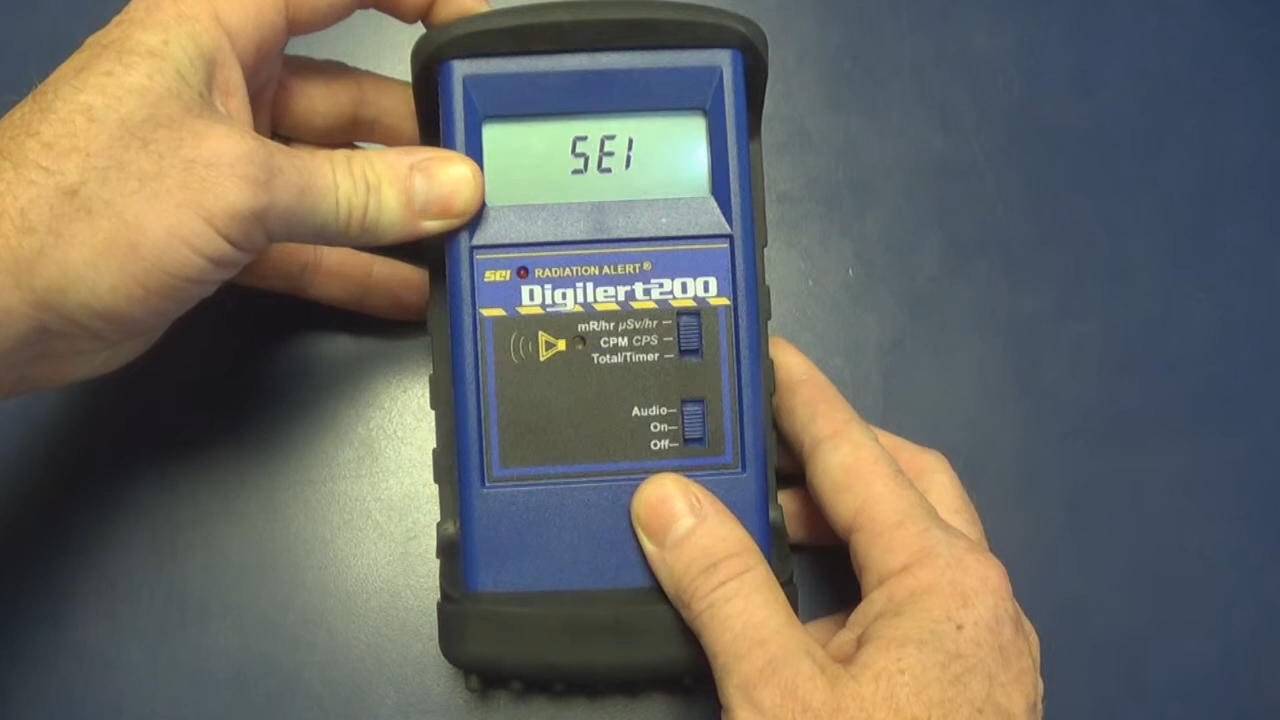 SEI
SEI RADIATION ALERT®
Digilert200
mR/hr µSv/hr
CPM CPS
Total/Timer
Audio
On
Off